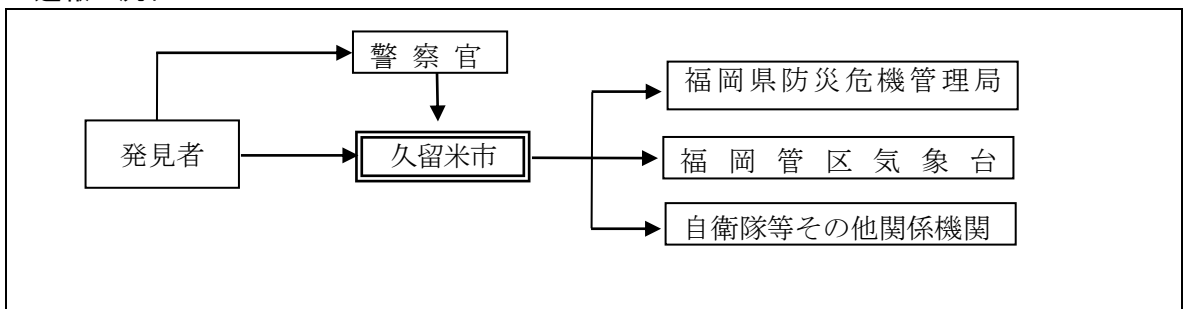 警察官
福岡県防災危機管理局
発見者
久留米市
福岡管区気象台
自衛隊等その他関係機関